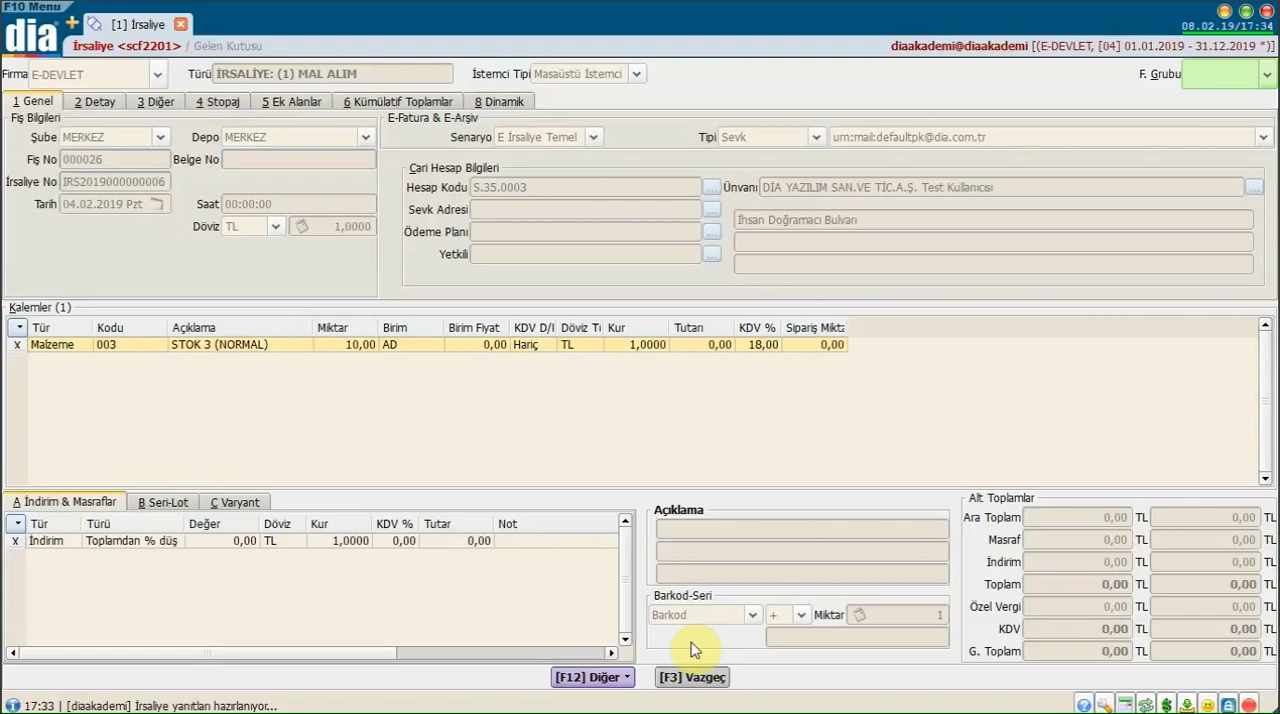 F10 Menu
dia
[1] İrsaliye
08.02.19/17:34
İrsaliye <scf2201> / Gelen Kutusu
diaakademi@diaakademi [(E-DEVLET, [04] 01.01.2019 - 31.12.2019 *)]
Firma E-DEVLET Türü İRSALİYE: (1) MAL ALIM İstemci Tipi Masaüstü İstemci F. Grubu
1 Genel 2 Detay 3 Diğer 4 Stopaj 5 Ek Alanlar 6 Kümülatif Toplamlar 8 Dinamik
Fiş Bilgileri
Şube MERKEZ Depo MERKEZ
Fiş No 000026 Belge No
İrsaliye No IRS2019000000006
Tarih 04.02.2019 Pzt Saat 00:00:00
Döviz TL 1,0000
E-Fatura & E-Arşiv
Senaryo E İrsaliye Temel Tipi Sevk urn:mail:defaultpk@dia.com.tr
Cari Hesap Bilgileri
Hesap Kodu S.35.0003 ... Ünvanı DİA YAZILIM SAN.VE TİC.A.Ş. Test Kullanıcısı ...
Sevk Adresi ... İhsan Doğramacı Bulvarı
Ödeme Planı ...
Yetkili ...
Kalemler (1)
Tür Kodu Açıklama Miktar Birim Birim Fiyat KDV D/I Döviz Tİ Kur Tutarı KDV % Sipariş Mikta
X Malzeme 003 STOK 3 (NORMAL) 10,00 AD 0,00 Hariç TL 1,0000 0,00 18,00 0,00
A İndirim & Masraflar B Seri-Lot C Varyant
Tür Türü Değer Döviz Kur KDV % Tutar Not
X İndirim Toplamdan % düş 0,00 TL 1,0000 0,00 0,00
Açıklama
Barkod-Seri
Barkod + Miktar 1
Alt Toplamlar
Ara Toplam 0,00 TL 0,00 TL
Masraf 0,00 TL 0,00 TL
İndirim 0,00 TL 0,00 TL
Toplam 0,00 TL 0,00 TL
Özel Vergi 0,00 TL 0,00 TL
KDV 0,00 TL 0,00 TL
G. Toplam 0,00 TL 0,00 TL
[F12] Diğer [F3] Vazgeç
17:33 | [diaakademi] İrsaliye yanıtları hazırlanıyor...